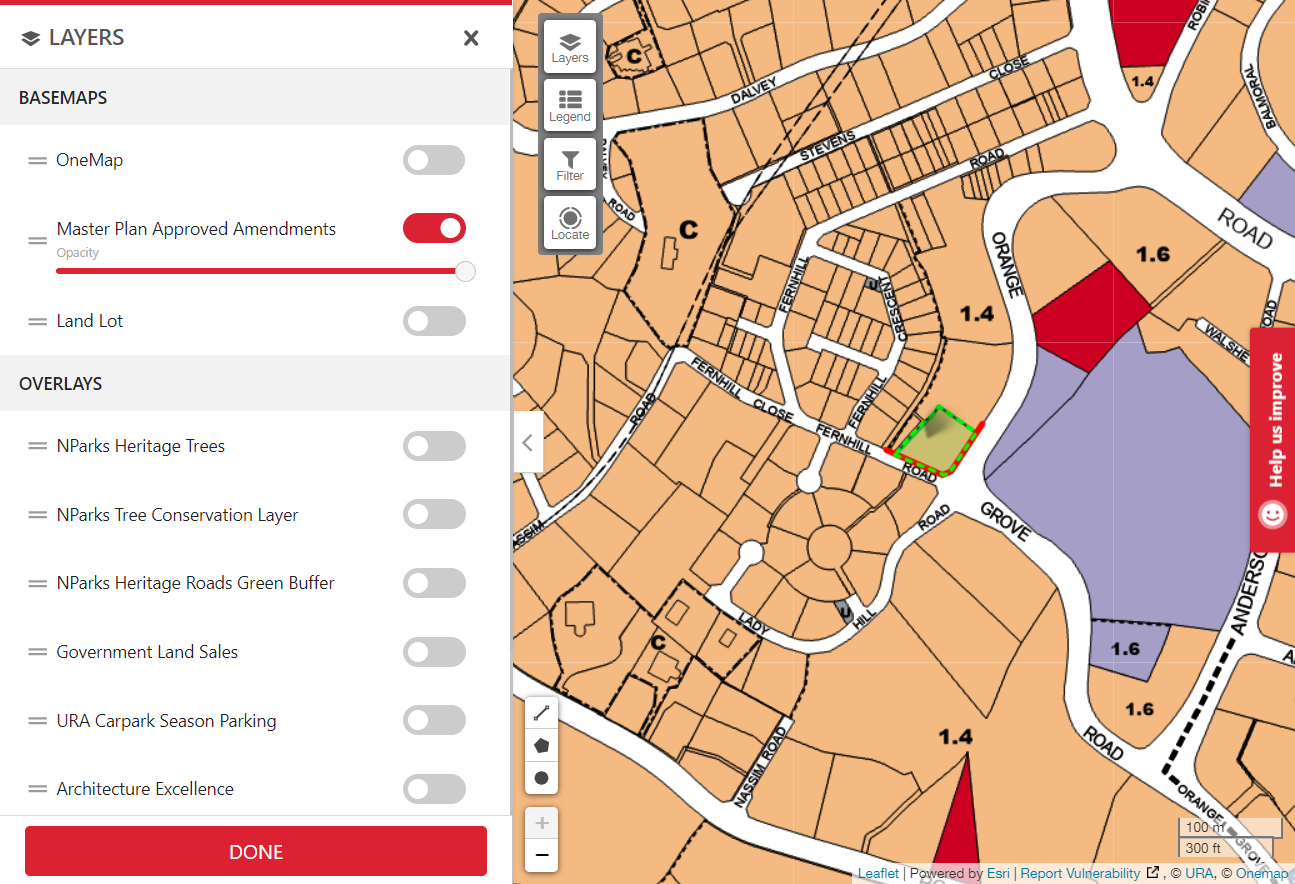 LAYERS
BASEMAPS
OneMap
Master Plan Approved Amendments
Opacity
Land Lot
OVERLAYS
NParks Heritage Trees
NParks Tree Conservation Layer
NParks Heritage Roads Green Buffer
Government Land Sales
URA Carpark Season Parking
Architecture Excellence
DONE
Layers
Legend
Filter
Locate
C
DALVEY
CLOSE
1.4
BALMORAL
STEVENS
ROAD
ROAD
C
ROAD
ORANGE
1.6
FERNHILL
U
CRESCENT
1.4
ROAD
WALSHE
FERNHILL
CLOSE
FERNHILL
ROAD
FERNHILL
ROAD
Help us improve
ROAD
GROVE
U
LADY
HILL
C
1.6
1.6
1.4
ROAD
NASSIM ROAD
ORANGE
GROVE
100 m
300 ft
Leaflet | Powered by Esri | Report Vulnerability , © URA, © Onemap